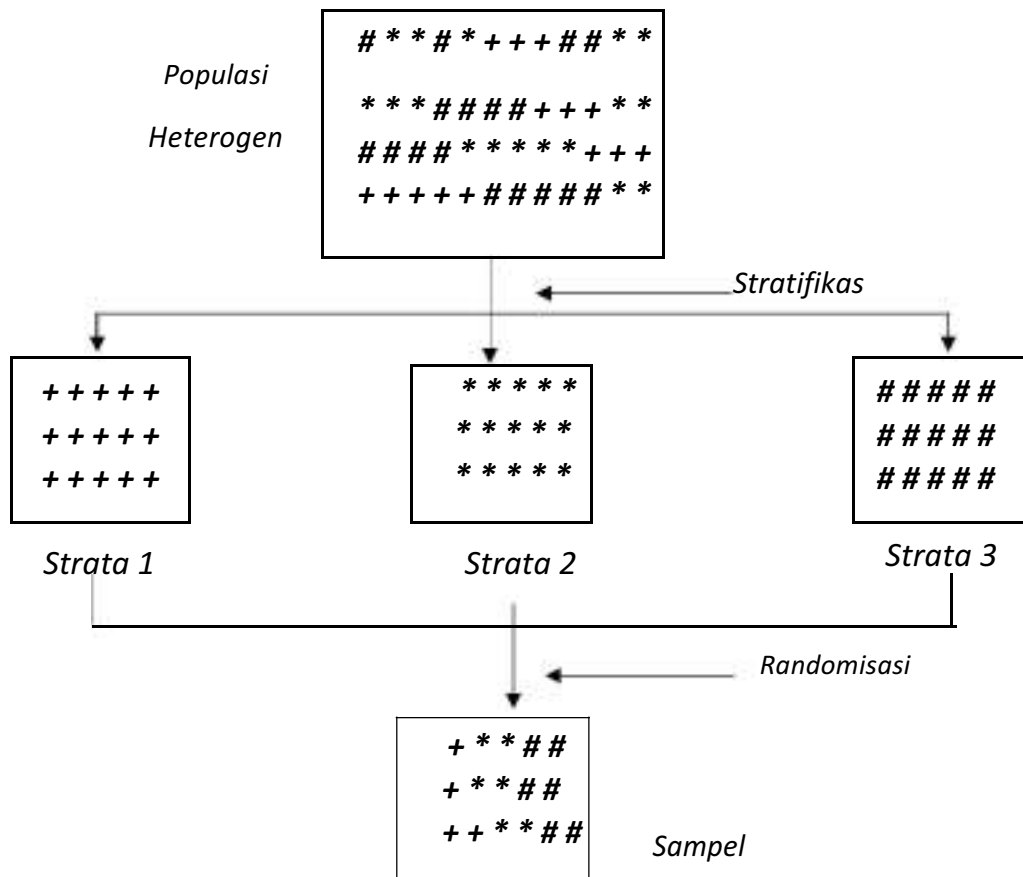 # * * # * + + + # # * *
Populasi
* * * # # # # + + + * *
Heterogen
# # # # * * * * * + + +
+ + + + + # # # # # * *
Stratifikas
+ + + + +
+ + + + +
+ + + + +
* * * * *
* * * * *
* * * * *
# # # # #
# # # # #
# # # # #
Strata 1
Strata 2
Strata 3
Randomisasi
+ * * # #
+ * * # #
+ + * * # #
Sampel